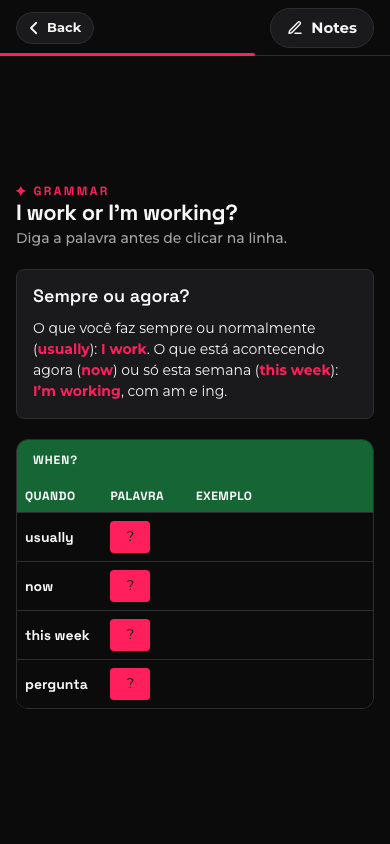 Back
Notes
GRAMMAR
I work or I'm working?
Diga a palavra antes de clicar na linha.
Sempre ou agora?
O que você faz sempre ou normalmente
(usually): I work. O que está acontecendo
agora (now) ou só esta semana (this week):
I'm working, com am e ing.
WHEN?
QUANDO PALAVRA EXEMPLO
usually ?
now ?
this week ?
pergunta ?